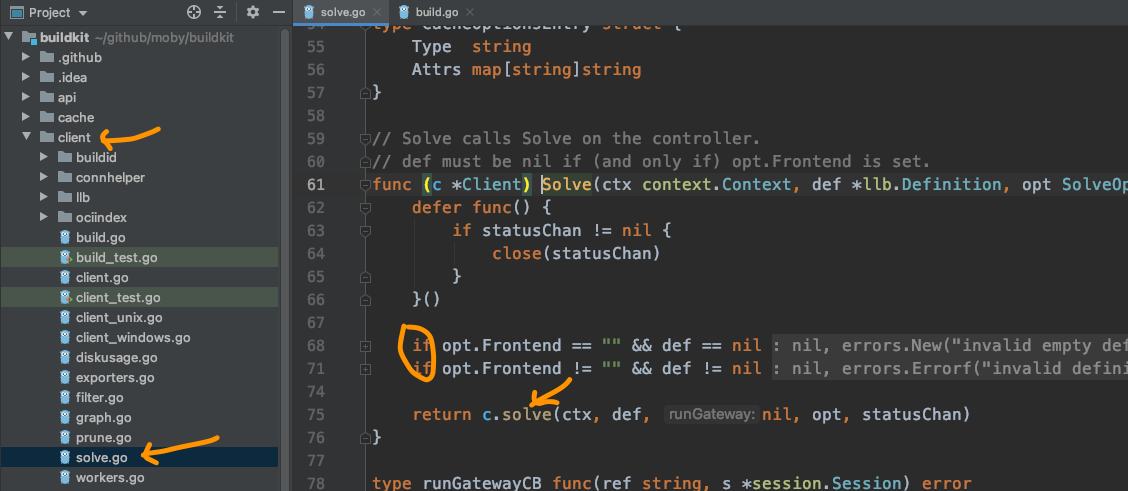 Project
buildkit ~/github/moby/buildkit
.github
.idea
api
cache
client
buildid
connhelper
llb
ociindex
build.go
build_test.go
client.go
client_test.go
client_unix.go
client_windows.go
diskusage.go
exporters.go
filter.go
graph.go
prune.go
solve.go
workers.go
solve.go build.go
type CacheOptionsEntry struct {
55 Type string
56 Attrs map[string]string
57 }
58
59 // Solve calls Solve on the controller.
60 // def must be nil if (and only if) opt.Frontend is set.
61 func (c *Client) Solve(ctx context.Context, def *llb.Definition, opt SolveOp
62 defer func() {
63 if statusChan != nil {
64 close(statusChan)
65 }
66 }()
67
68 if opt.Frontend == "" && def == nil : nil, errors.New("invalid empty def
71 if opt.Frontend != "" && def != nil : nil, errors.Errorf("invalid defini
74
75 return c.solve(ctx, def, runGateway: nil, opt, statusChan)
76 }
77
78 type runGatewayCB func(ref string, s *session.Session) error